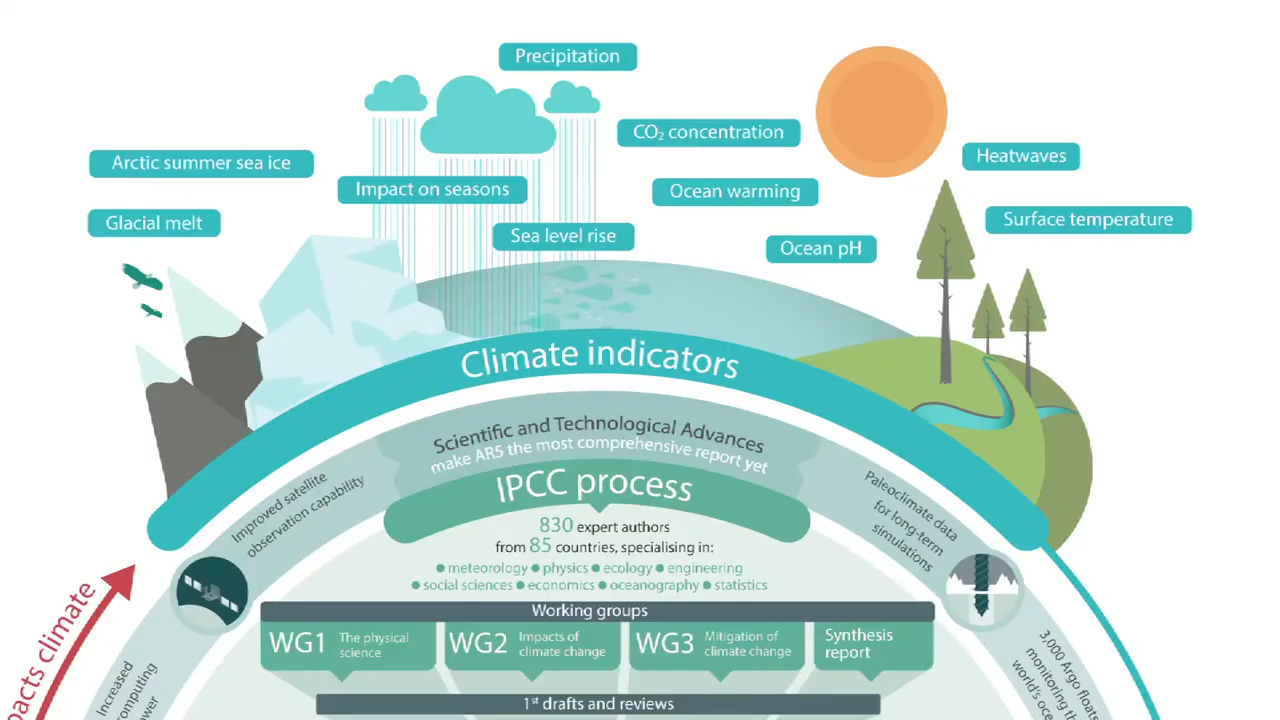 Precipitation
CO₂ concentration
Heatwaves
Arctic summer sea ice
Impact on seasons
Ocean warming
Glacial melt
Surface temperature
Sea level rise
Ocean pH
Climate indicators
Scientific and Technological Advances
make AR5 the most comprehensive report yet
IPCC process
Improved satellite
observation capability
Paleoclimate data
for long-term
simulations
830 expert authors
from 85 countries, specialising in:
● meteorology ● physics ● ecology ● engineering
● social sciences ● economics ● oceanography ● statistics
Working groups
WG1 The physical
science
WG2 Impacts of
climate change
WG3 Mitigation of
climate change
Synthesis
report
1st drafts and reviews
climate
Increased
3,000 Argo floats